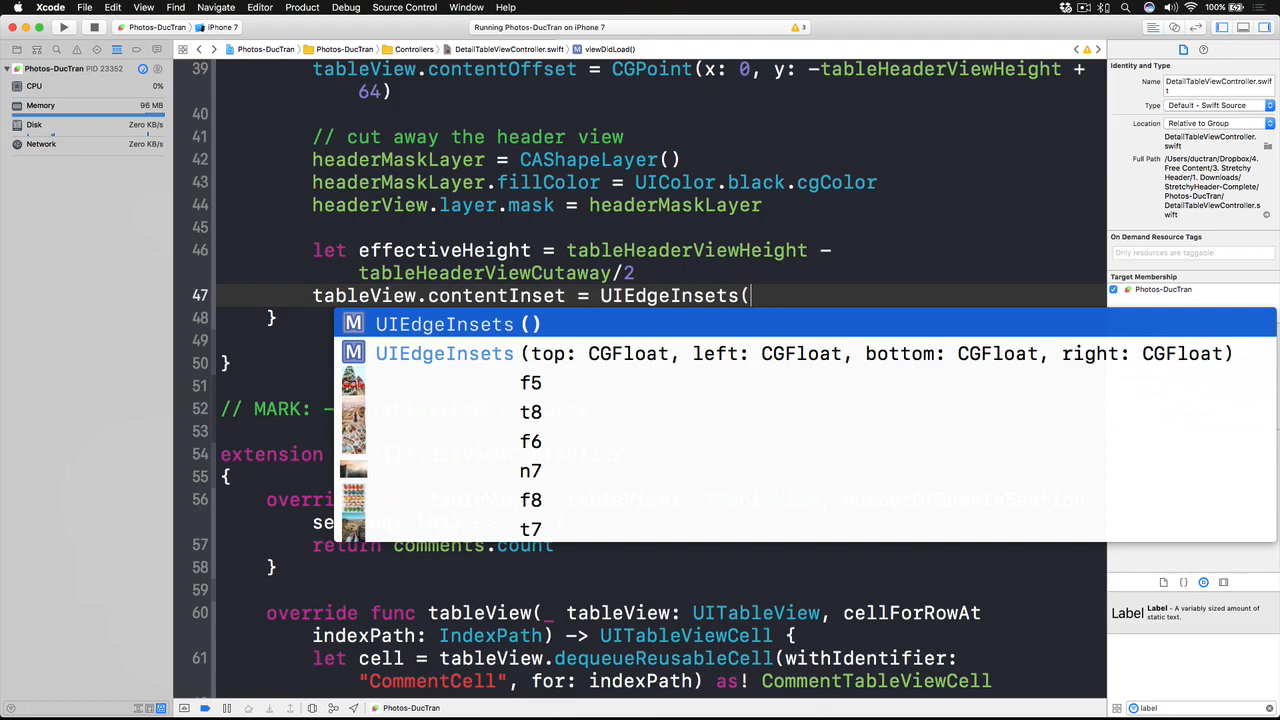 Xcode File Edit View Find Navigate Editor Product Debug Source Control Window Help 100%
Photos-DucTran iPhone 7 Running Photos-DucTran on iPhone 7 3
Photos-DucTran Photos-DucTran Controllers DetailTableViewController.swift viewDidLoad()
Photos-DucTran PID 23352
CPU 0%
Memory 96 MB
Disk Zero KB/s
Network Zero KB/s
39 tableView.contentOffset = CGPoint(x: 0, y: -tableHeaderViewHeight +
64)
40
41 // cut away the header view
42 headerMaskLayer = CAShapeLayer()
43 headerMaskLayer.fillColor = UIColor.black.cgColor
44 headerView.layer.mask = headerMaskLayer
45
46 let effectiveHeight = tableHeaderViewHeight -
tableHeaderViewCutaway/2
47 tableView.contentInset = UIEdgeInsets(
48 }
49
50 }
51
52 // MARK: -
53
54 extension
55 {
56 override
57 return comments.count
58 }
59
60 override func tableView(_ tableView: UITableView, cellForRowAt
indexPath: IndexPath) -> UITableViewCell {
61 let cell = tableView.dequeueReusableCell(withIdentifier:
"CommentCell", for: indexPath) as! CommentTableViewCell
M UIEdgeInsets()
M UIEdgeInsets(top: CGFloat, left: CGFloat, bottom: CGFloat, right: CGFloat)
f5
t8
f6
n7
f8
t7
Photos-DucTran
Identity and Type
Name DetailTableViewController.swif
t
Type Default - Swift Source
Location Relative to Group
DetailTableViewController.
swift
Full Path /Users/ductran/Dropbox/4.
Free Content/3. Stretchy
Header/1. Downloads/
StretchyHeader-Complete/
Photos-DucTran/
DetailTableViewController.s
wift
On Demand Resource Tags
Only resources are taggable
Target Membership
Photos-DucTran
Label Label - A variably sized amount of
static text.
label